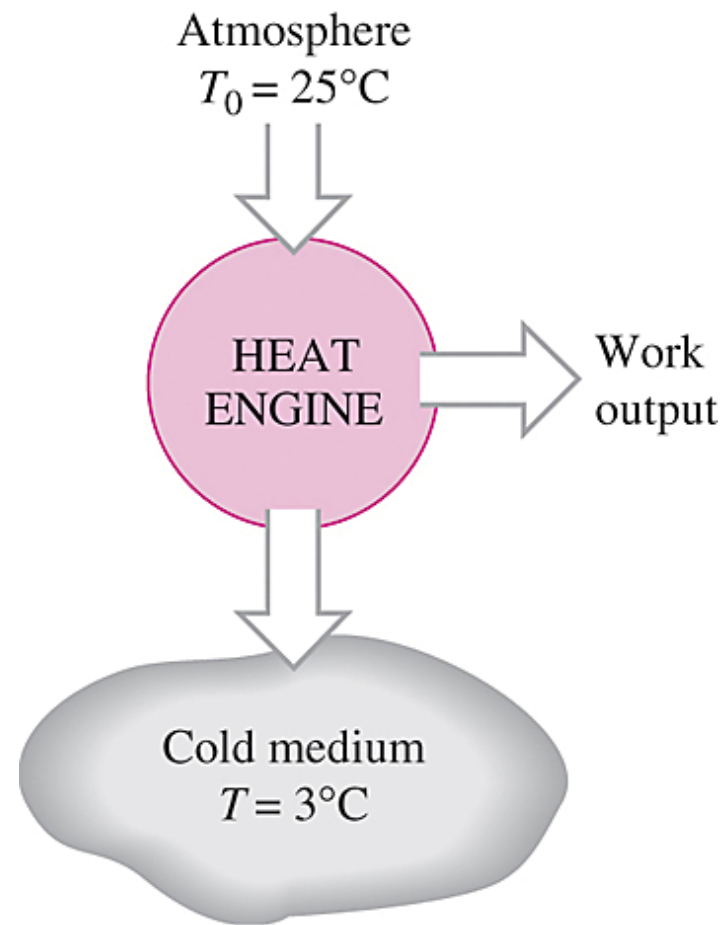 Atmosphere
T₀ = 25°C
HEAT
ENGINE
Work
output
Cold medium
T = 3°C